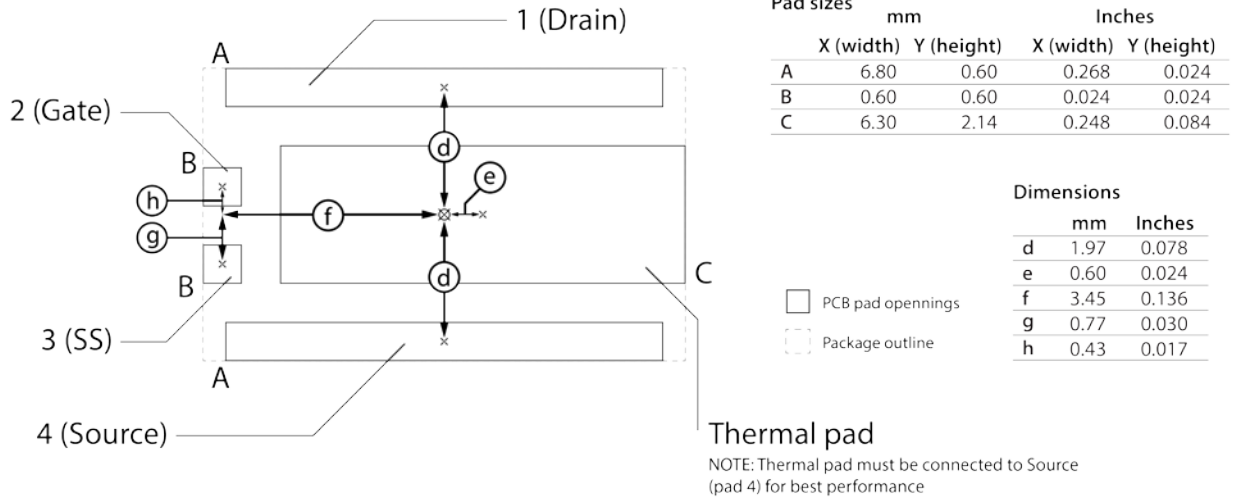 1 (Drain)
A
2 (Gate)
B
d
e
h
f
g
d
C
B
3 (SS)
A
4 (Source)
Thermal pad
NOTE: Thermal pad must be connected to Source
(pad 4) for best performance
Pad sizes
mm Inches
X (width) Y (height) X (width) Y (height)
A 6.80 0.60 0.268 0.024
B 0.60 0.60 0.024 0.024
C 6.30 2.14 0.248 0.084
Dimensions
mm Inches
d 1.97 0.078
e 0.60 0.024
f 3.45 0.136
g 0.77 0.030
h 0.43 0.017
PCB pad opennings
Package outline